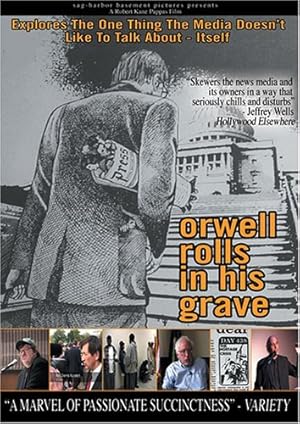 sag-harbor basement pictures presents
A Robert Kane Pappas Film
Explores The One Thing The Media Doesn't
Like To Talk About - Itself
"Skewers the news media and
its owners in a way that
seriously chills and disturbs"
- Jeffrey Wells
Hollywood Elsewhere
Press
orwell
rolls
in his
grave
DAY 438
"A MARVEL OF PASSIONATE SUCCINCTNESS" - VARIETY